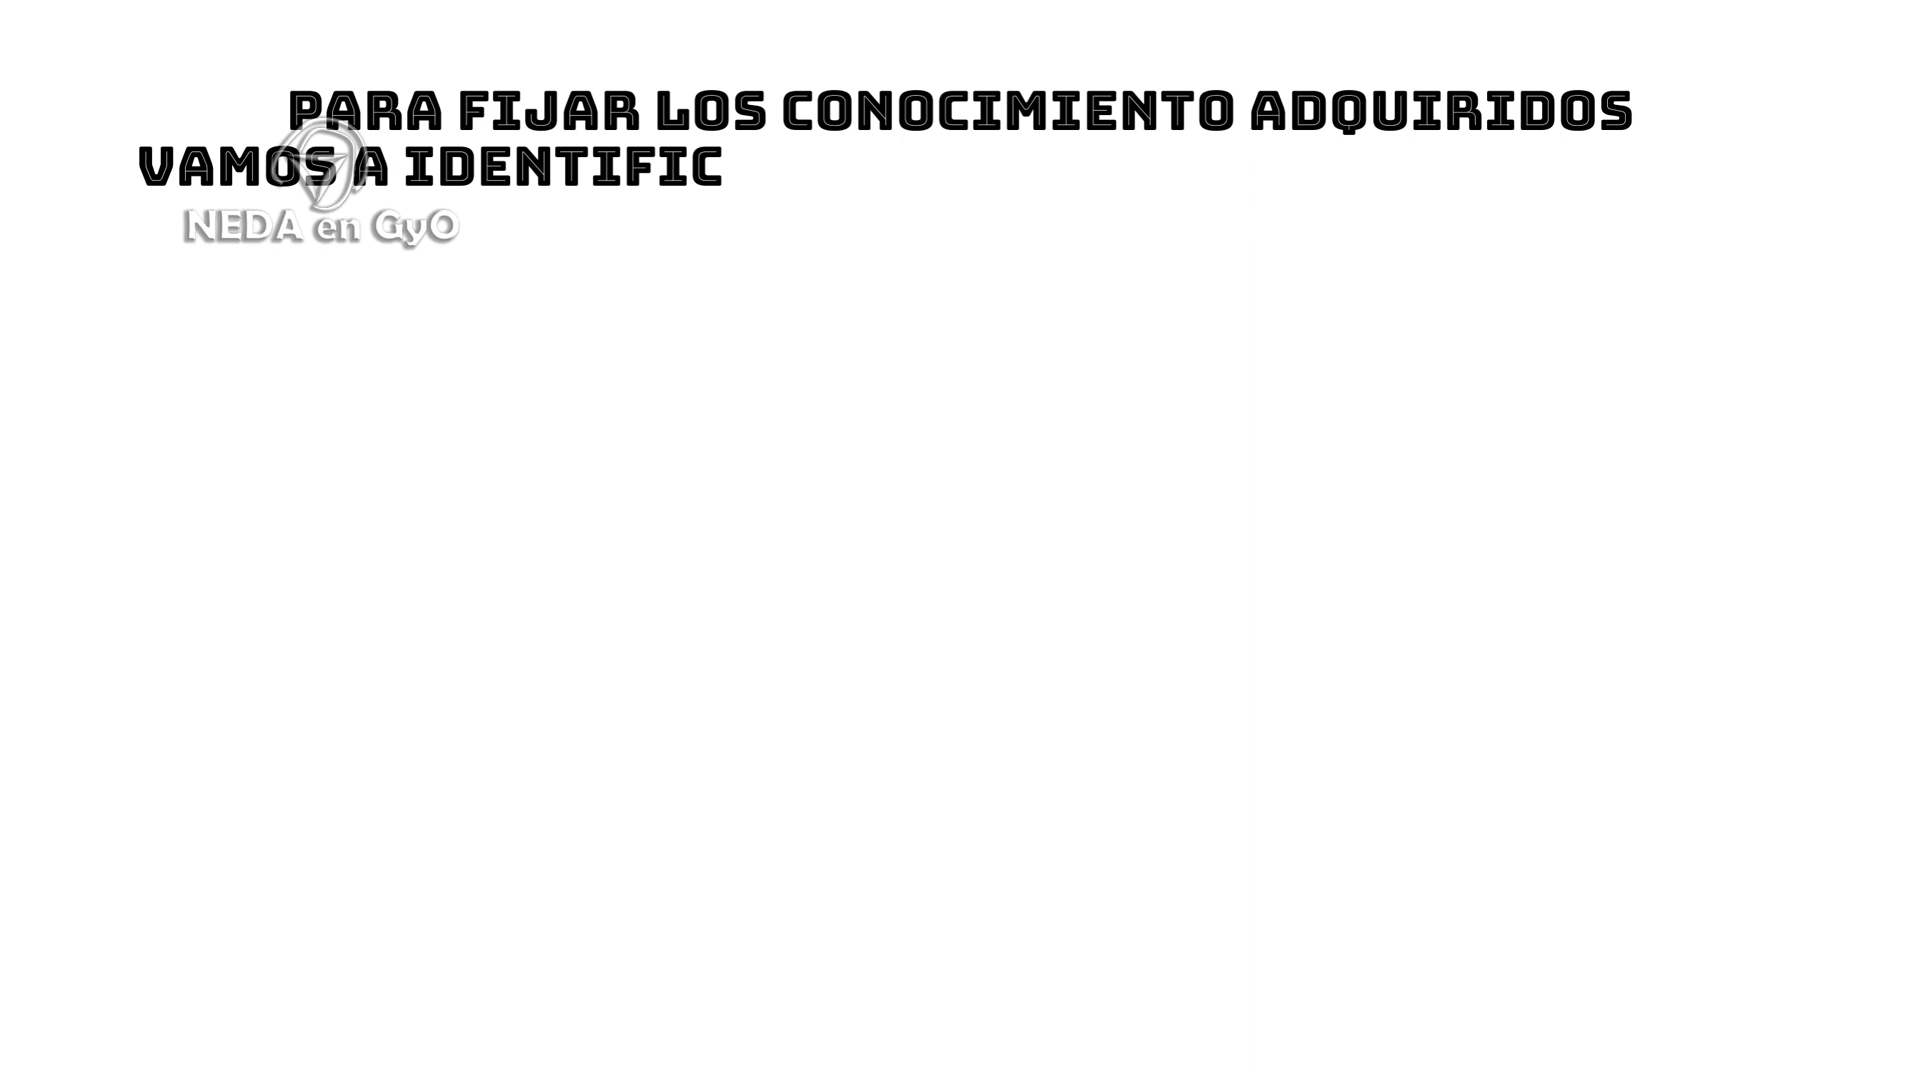 PARA FIJAR LOS CONOCIMIENTO ADQUIRIDOS
VAMOS A IDENTIFIC
NEDA en GyO